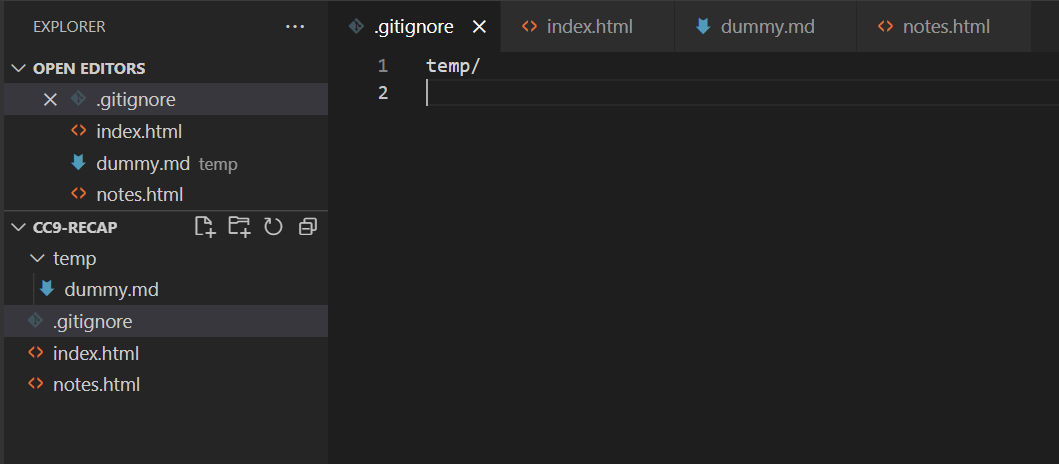 EXPLORER
OPEN EDITORS
.gitignore
index.html
dummy.md temp
notes.html
CC9-RECAP
temp
dummy.md
.gitignore
index.html
notes.html
.gitignore index.html dummy.md notes.html
1 temp/
2